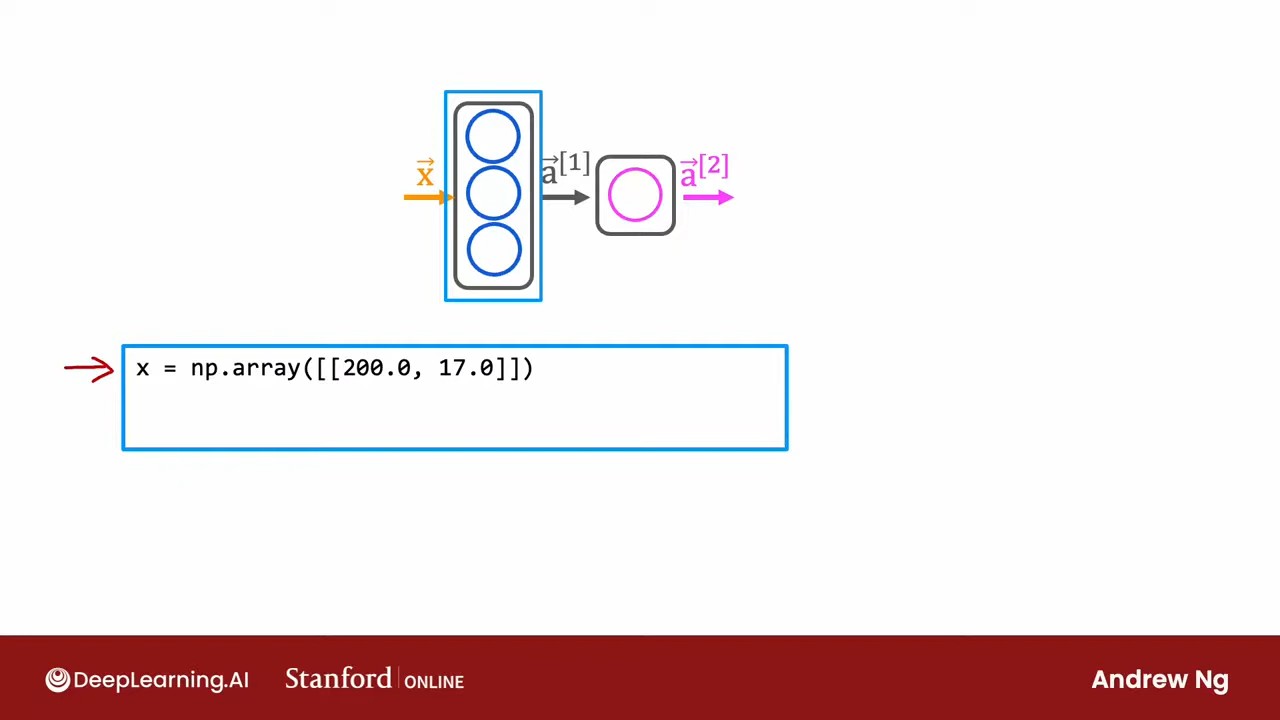 x⃗
a⃗[1]
a⃗[2]
x = np.array([[200.0, 17.0]])
DeepLearning.AI
Stanford | ONLINE
Andrew Ng